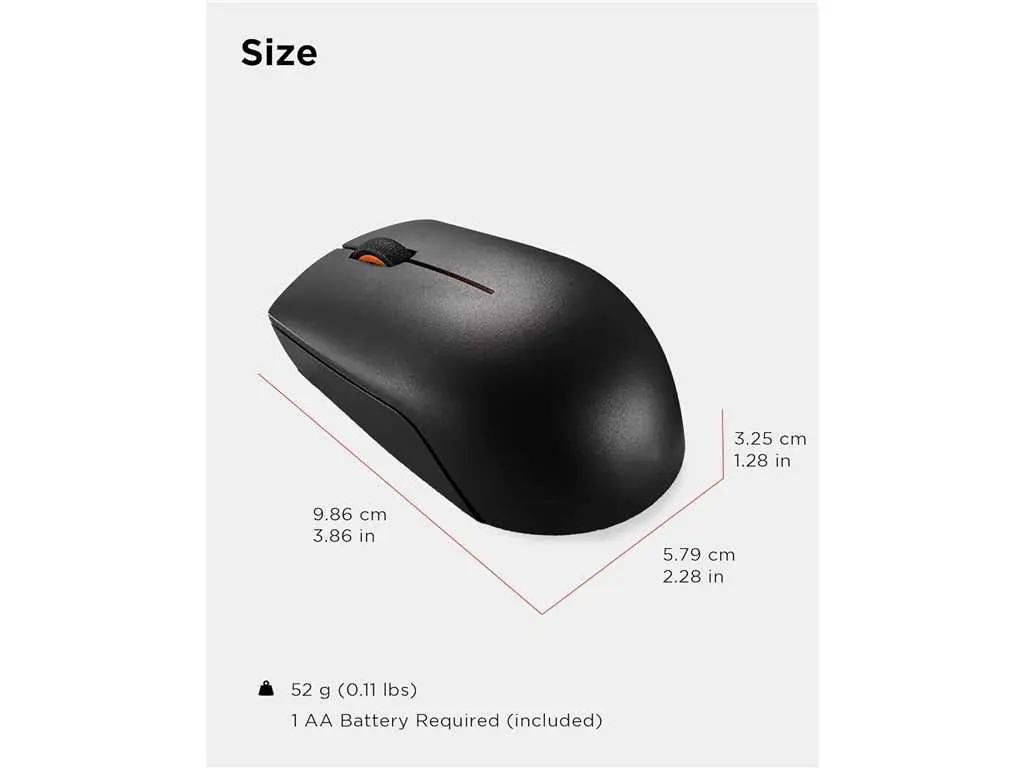 Size
3.25 cm
1.28 in
9.86 cm
3.86 in
5.79 cm
2.28 in
52 g (0.11 lbs)
1 AA Battery Required (included)